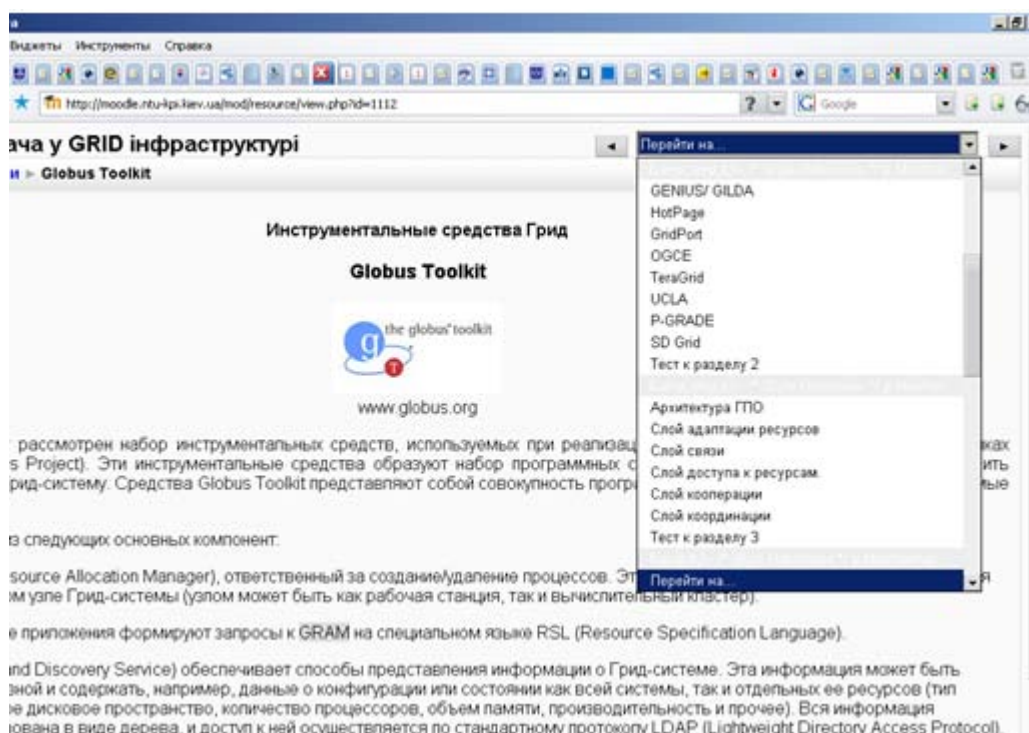 Виджеты Инструменты Справка
http://moodle.ntu-kpi.kiev.ua/mod/resource/view.php?id=1112
? Google
ача у GRID інфраструктурі
Перейти на...
и ► Globus Toolkit
GENIUS/ GILDA
HotPage
GridPort
OGCE
TeraGrid
UCLA
P-GRADE
SD Grid
Тест к разделу 2
Архитектура ГПО
Слой адаптации ресурсов
Слой связи
Слой доступа к ресурсам.
Слой кооперации
Слой координации
Тест к разделу 3
Перейти на...
Инструментальные средства Грид
Globus Toolkit
the globus toolkit
g
T
www.globus.org
рассмотрен набор инструментальных средств, используемых при реализац
ках
s Project). Эти инструментальные средства образуют набор программных с
ить
рид-систему. Средства Globus Toolkit представляют собой совокупность прогр
мые
из следующих основных компонент:
source Allocation Manager), ответственный за создание/удаление процессов. Эт
я
м узле Грид-системы (узлом может быть как рабочая станция, так и вычислительный кластер).
е приложения формируют запросы к GRAM на специальном языке RSL (Resource Specification Language).
nd Discovery Service) обеспечивает способы представления информации о Грид-системе. Эта информация может быть
зной и содержать, например, данные о конфигурации или состоянии как всей системы, так и отдельных ее ресурсов (тип
ое дисковое пространство, количество процессоров, объем памяти, производительность и прочее). Вся информация
рована в виде дерева, и доступ к ней осуществляется по стандартному протоколу LDAP (Lightweight Directory Access Protocol).